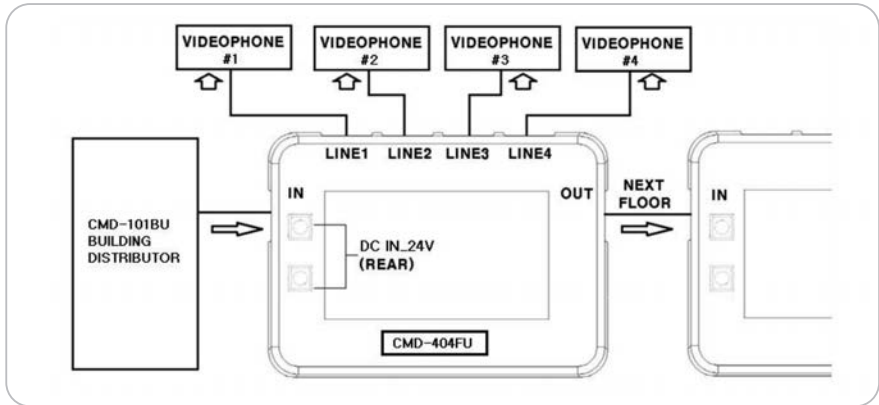 VIDEOPHONE
#1
VIDEOPHONE
#2
VIDEOPHONE
#3
VIDEOPHONE
#4
LINE1 LINE2 LINE3 LINE4
CMD-101BU
BUILDING
DISTRIBUTOR
IN
DC IN_24V
(REAR)
CMD-404FU
OUT
NEXT
FLOOR
IN